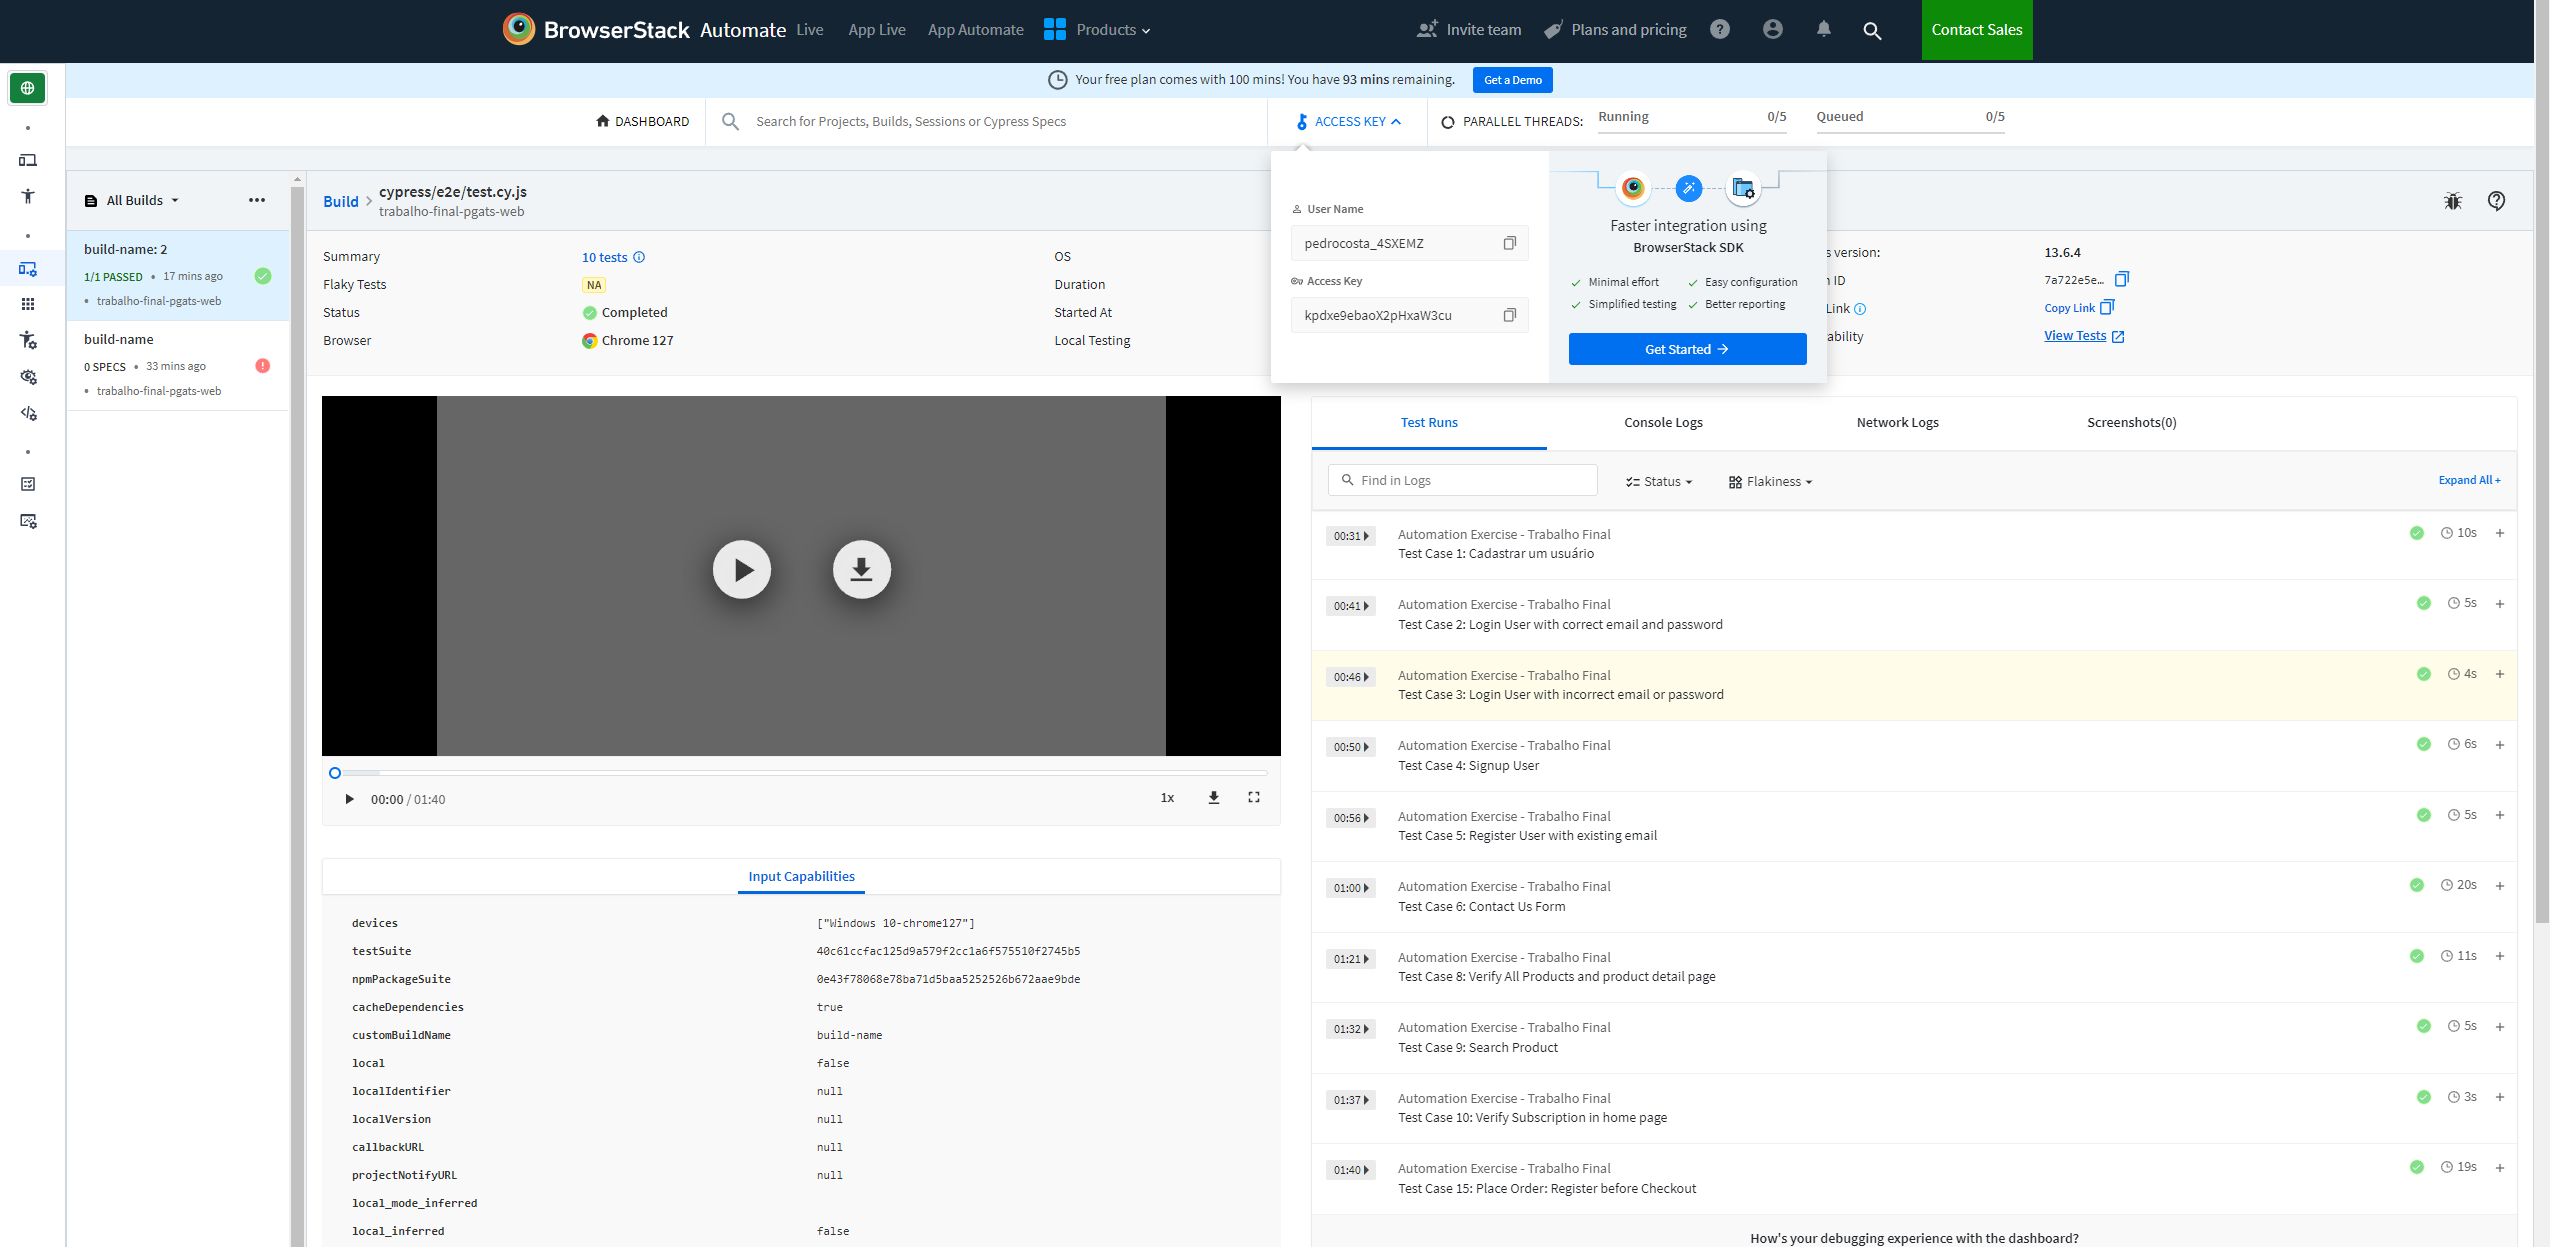 BrowserStack Automate Live App Live App Automate Products Invite team Plans and pricing Contact Sales
Your free plan comes with 100 mins! You have 93 mins remaining. Get a Demo
DASHBOARD Search for Projects, Builds, Sessions or Cypress Specs ACCESS KEY PARALLEL THREADS: Running 0/5 Queued 0/5
All Builds
build-name: 2
1/1 PASSED • 17 mins ago
• trabalho-final-pgats-web
build-name
0 SPECS • 33 mins ago
• trabalho-final-pgats-web
Build > cypress/e2e/test.cy.js
trabalho-final-pgats-web
Summary 10 tests
Flaky Tests NA
Status Completed
Browser Chrome 127
OS
Duration
Started At
Local Testing
User Name
pedrocosta_4SXEMZ
Access Key
kpdxe9ebaoX2pHxaW3cu
Faster integration using
BrowserStack SDK
Minimal effort Easy configuration
Simplified testing Better reporting
Get Started
s version: 13.6.4
ID 7a722e5e...
Link Copy Link
ability View Tests
00:00 / 01:40 1x
Input Capabilities
devices ["Windows 10-chrome127"]
testSuite 40c61ccfac125d9a579f2cc1a6f575510f2745b5
npmPackageSuite 0e43f78068e78ba71d5baa5252526b672aae9bde
cacheDependencies true
customBuildName build-name
local false
localIdentifier null
localVersion null
callbackURL null
projectNotifyURL null
local_mode_inferred
local_inferred false
Test Runs Console Logs Network Logs Screenshots(0)
Find in Logs Status Flakiness Expand All +
00:31 Automation Exercise - Trabalho Final 10s +
Test Case 1: Cadastrar um usuário
00:41 Automation Exercise - Trabalho Final 5s +
Test Case 2: Login User with correct email and password
00:46 Automation Exercise - Trabalho Final 4s +
Test Case 3: Login User with incorrect email or password
00:50 Automation Exercise - Trabalho Final 6s +
Test Case 4: Signup User
00:56 Automation Exercise - Trabalho Final 5s +
Test Case 5: Register User with existing email
01:00 Automation Exercise - Trabalho Final 20s +
Test Case 6: Contact Us Form
01:21 Automation Exercise - Trabalho Final 11s +
Test Case 8: Verify All Products and product detail page
01:32 Automation Exercise - Trabalho Final 5s +
Test Case 9: Search Product
01:37 Automation Exercise - Trabalho Final 3s +
Test Case 10: Verify Subscription in home page
01:40 Automation Exercise - Trabalho Final 19s +
Test Case 15: Place Order: Register before Checkout
How's your debugging experience with the dashboard?